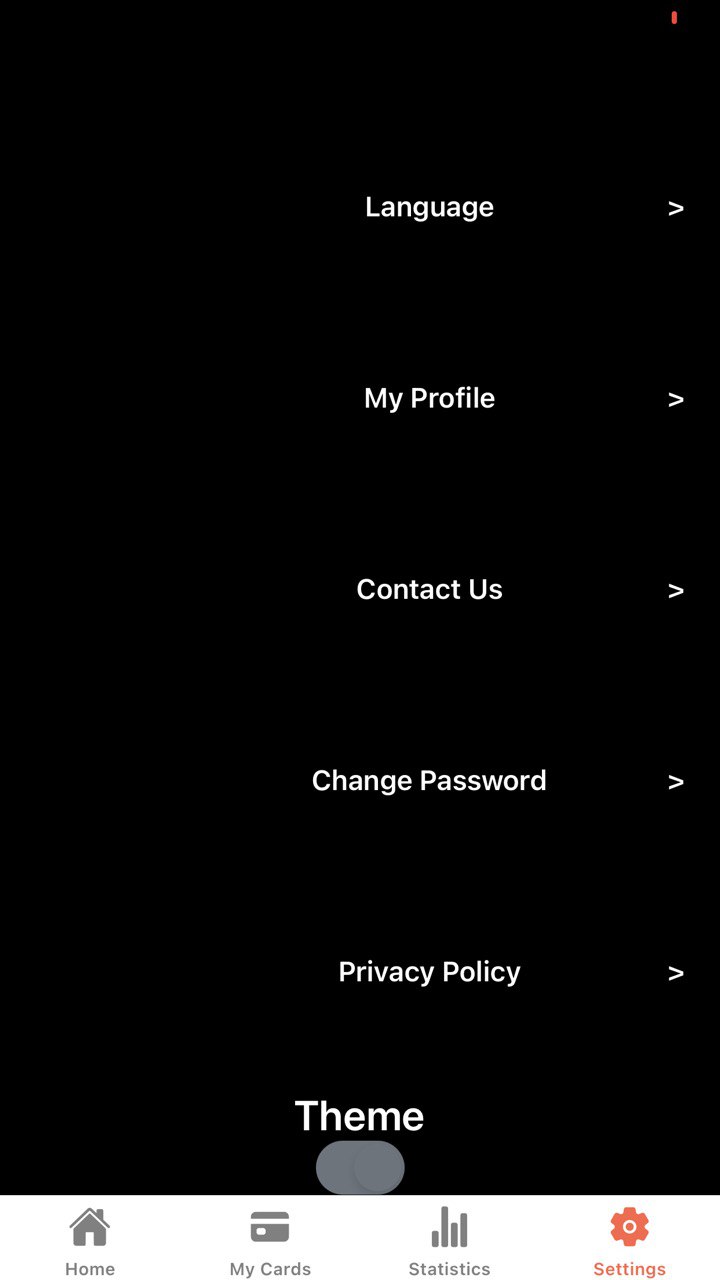 Language >
My Profile >
Contact Us >
Change Password >
Privacy Policy >
Theme
Home My Cards Statistics Settings